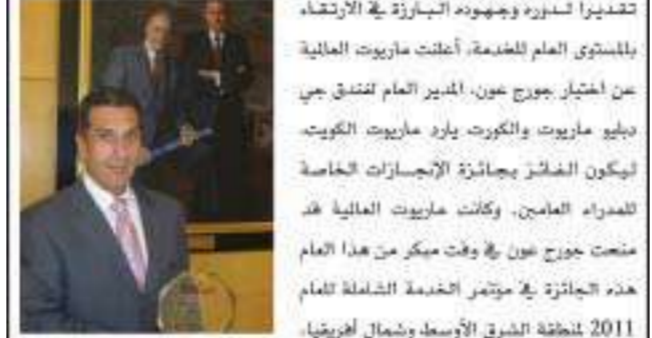 تقديرا لدوره وجهوده البارزة في الارتقاء
بالمستوى العام للخدمة، أعلنت ماريوت العالمية
عن اختيار جورج عون، المدير العام لفندق جي
دبليو ماريوت والكورت يارد ماريوت الكويت،
ليكون الفائز بجائزة الإنجازات الخاصة
للمدراء العامين. وكانت ماريوت العالمية قد
منحت جورج عون في وقت مبكر من هذا العام
هذه الجائزة في مؤتمر الخدمة الشاملة للعام
2011 لمنطقة الشرق الأوسط وشمال أفريقيا،